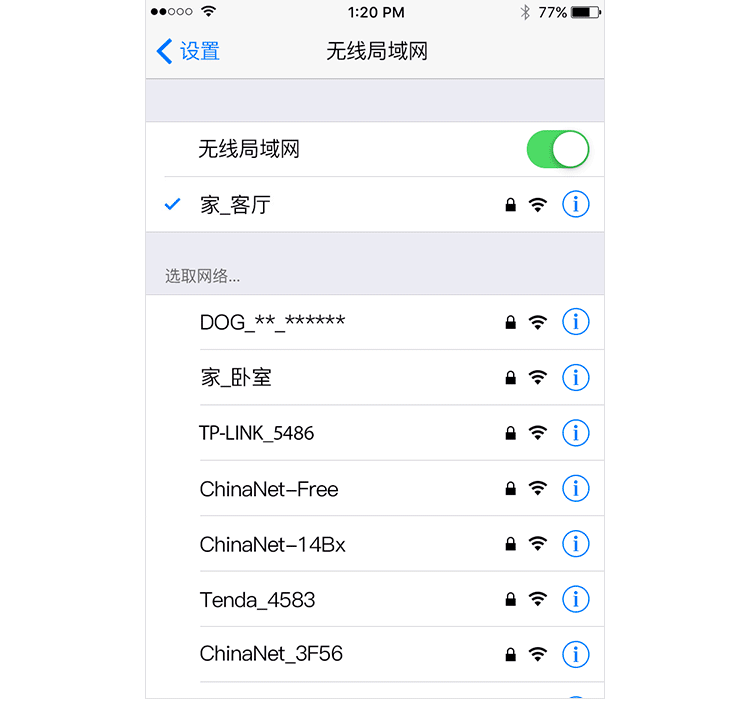 1:20 PM 77%
设置 无线局域网
无线局域网
家_客厅
选取网络...
DOG_**_******
家_卧室
TP-LINK_5486
ChinaNet-Free
ChinaNet-14Bx
Tenda_4583
ChinaNet_3F56